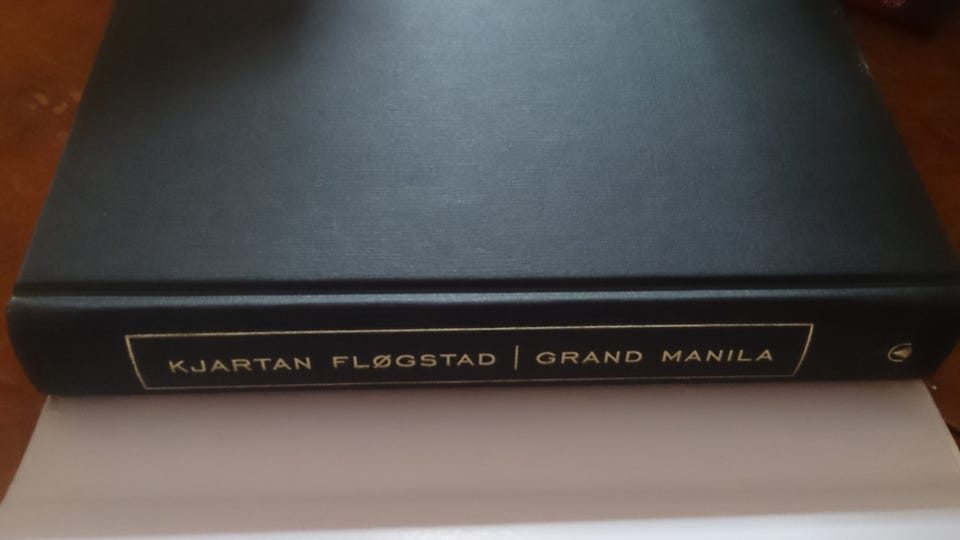 KJARTAN FLØGSTAD | GRAND MANILA